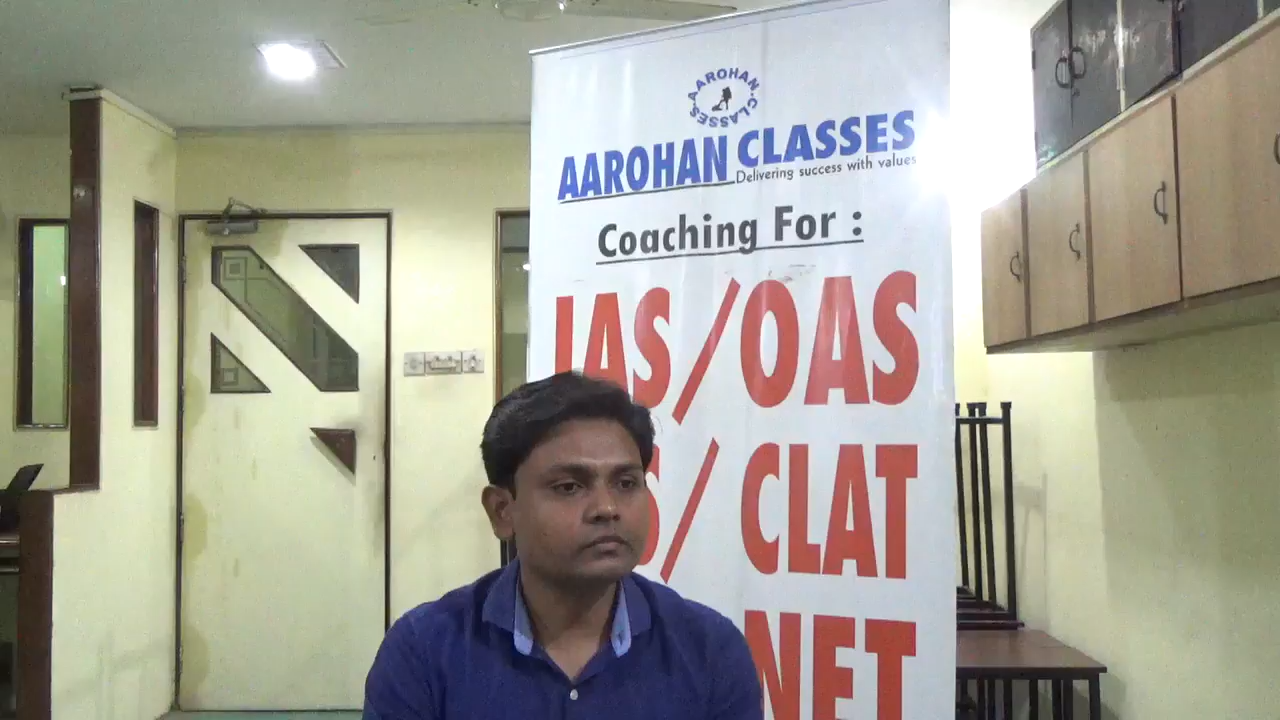 AAROHAN CLASSES
AAROHAN CLASSES
Delivering success with values
Coaching For :
IAS/OAS
S/ CLAT
NET